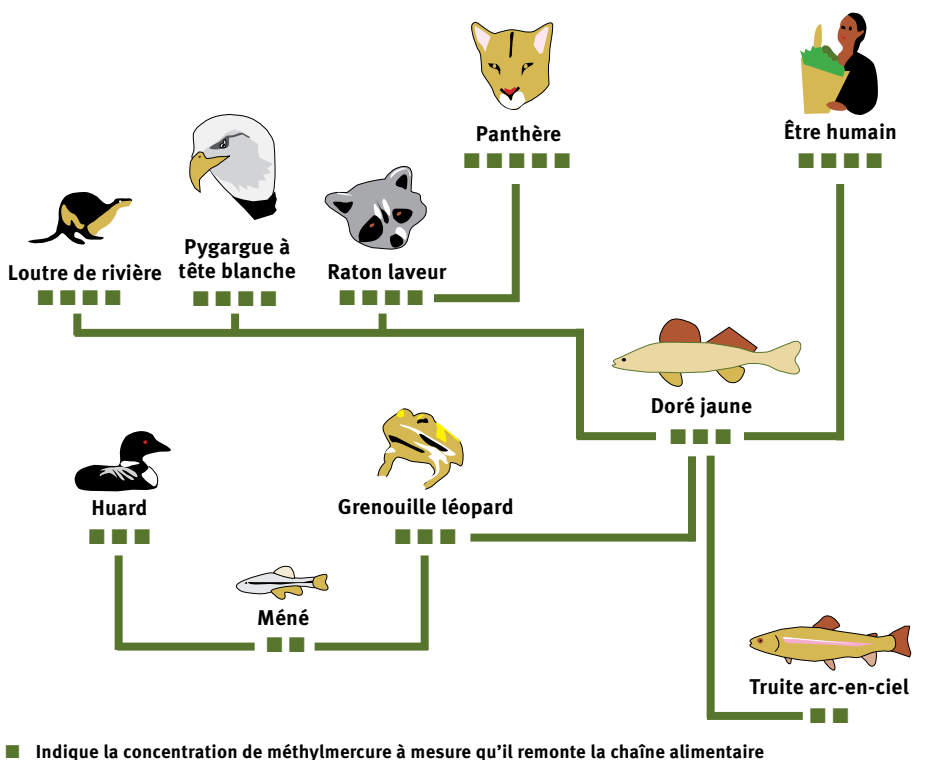 Panthère
Être humain
Loutre de rivière
Pygargue à
tête blanche
Raton laveur
Doré jaune
Huard
Grenouille léopard
Méné
Truite arc-en-ciel
Indique la concentration de méthylmercure à mesure qu'il remonte la chaîne alimentaire